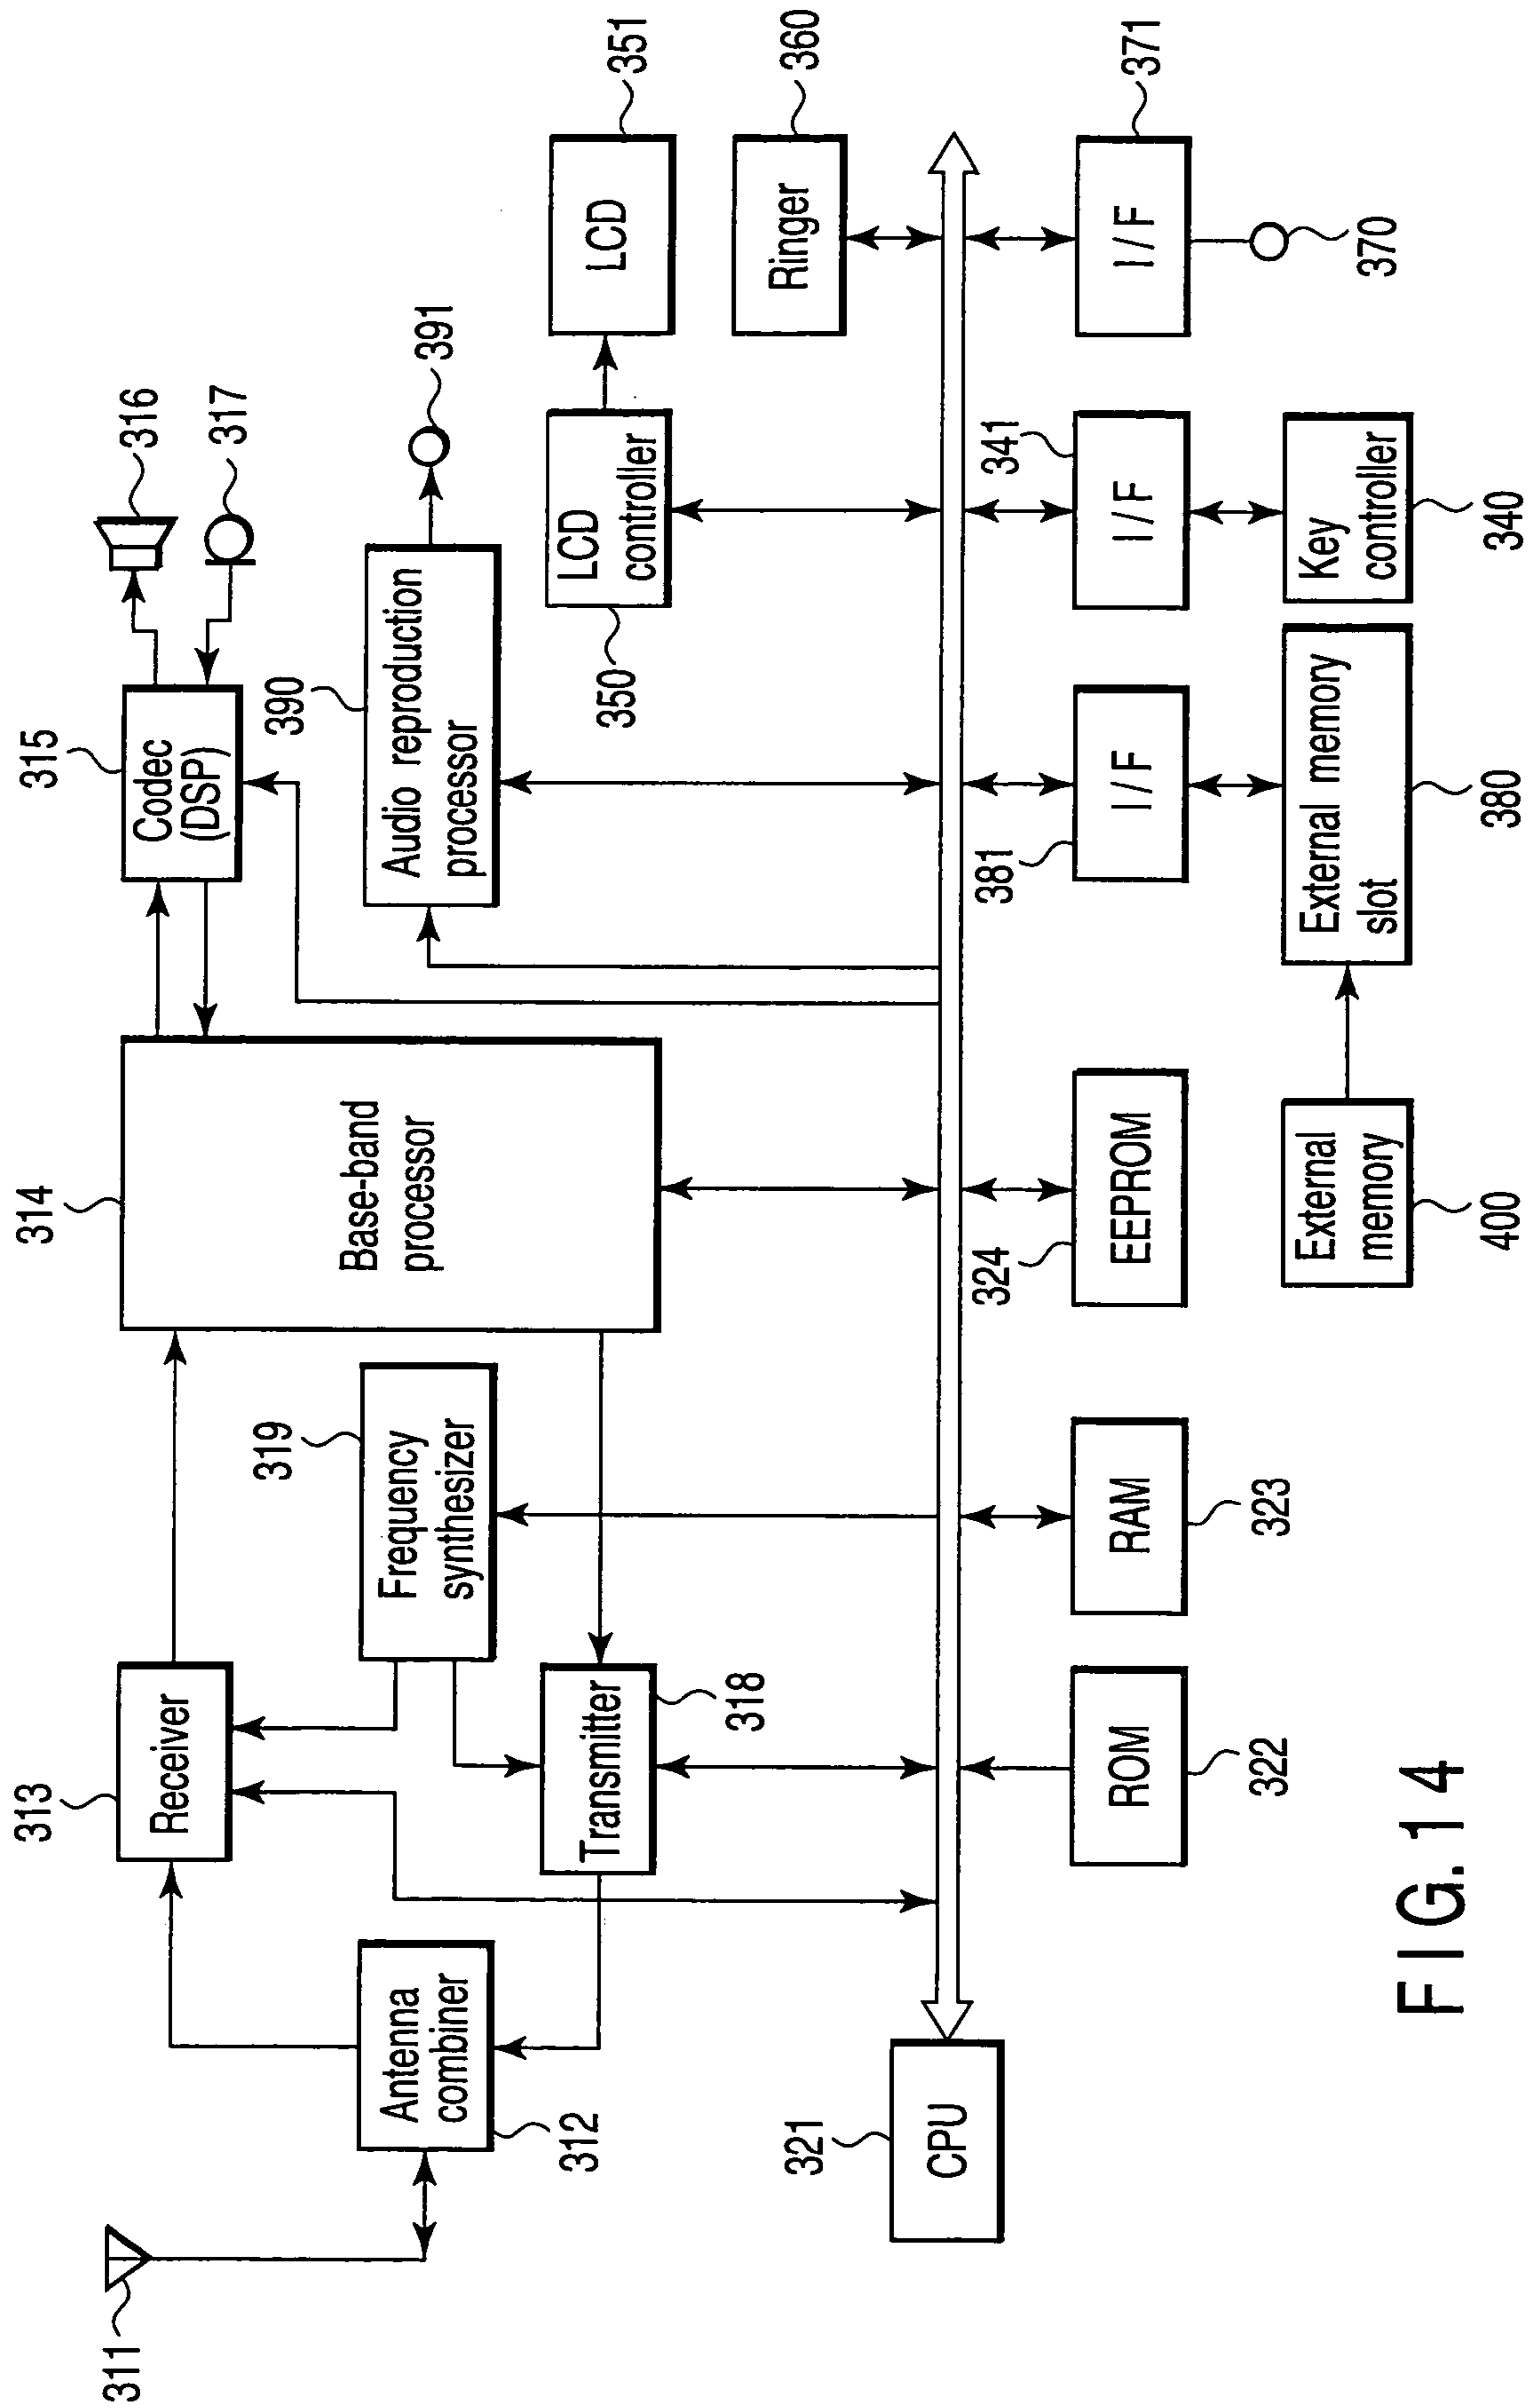 315
316
317
314
Codec
(DSP)
313
Receiver
391
390
319
Audio reproduction
processor
Base-band
processor
311
Frequency
synthesizer
Antenna
combiner
312
LCD
controller
350
LCD
351
Transmitter
318
Ringer
360
321
CPU
324
381
341
ROM
322
RAM
323
EEPROM
I/F
I/F
I/F
371
External
memory
400
External memory
slot
380
Key
controller
340
370
FIG. 14